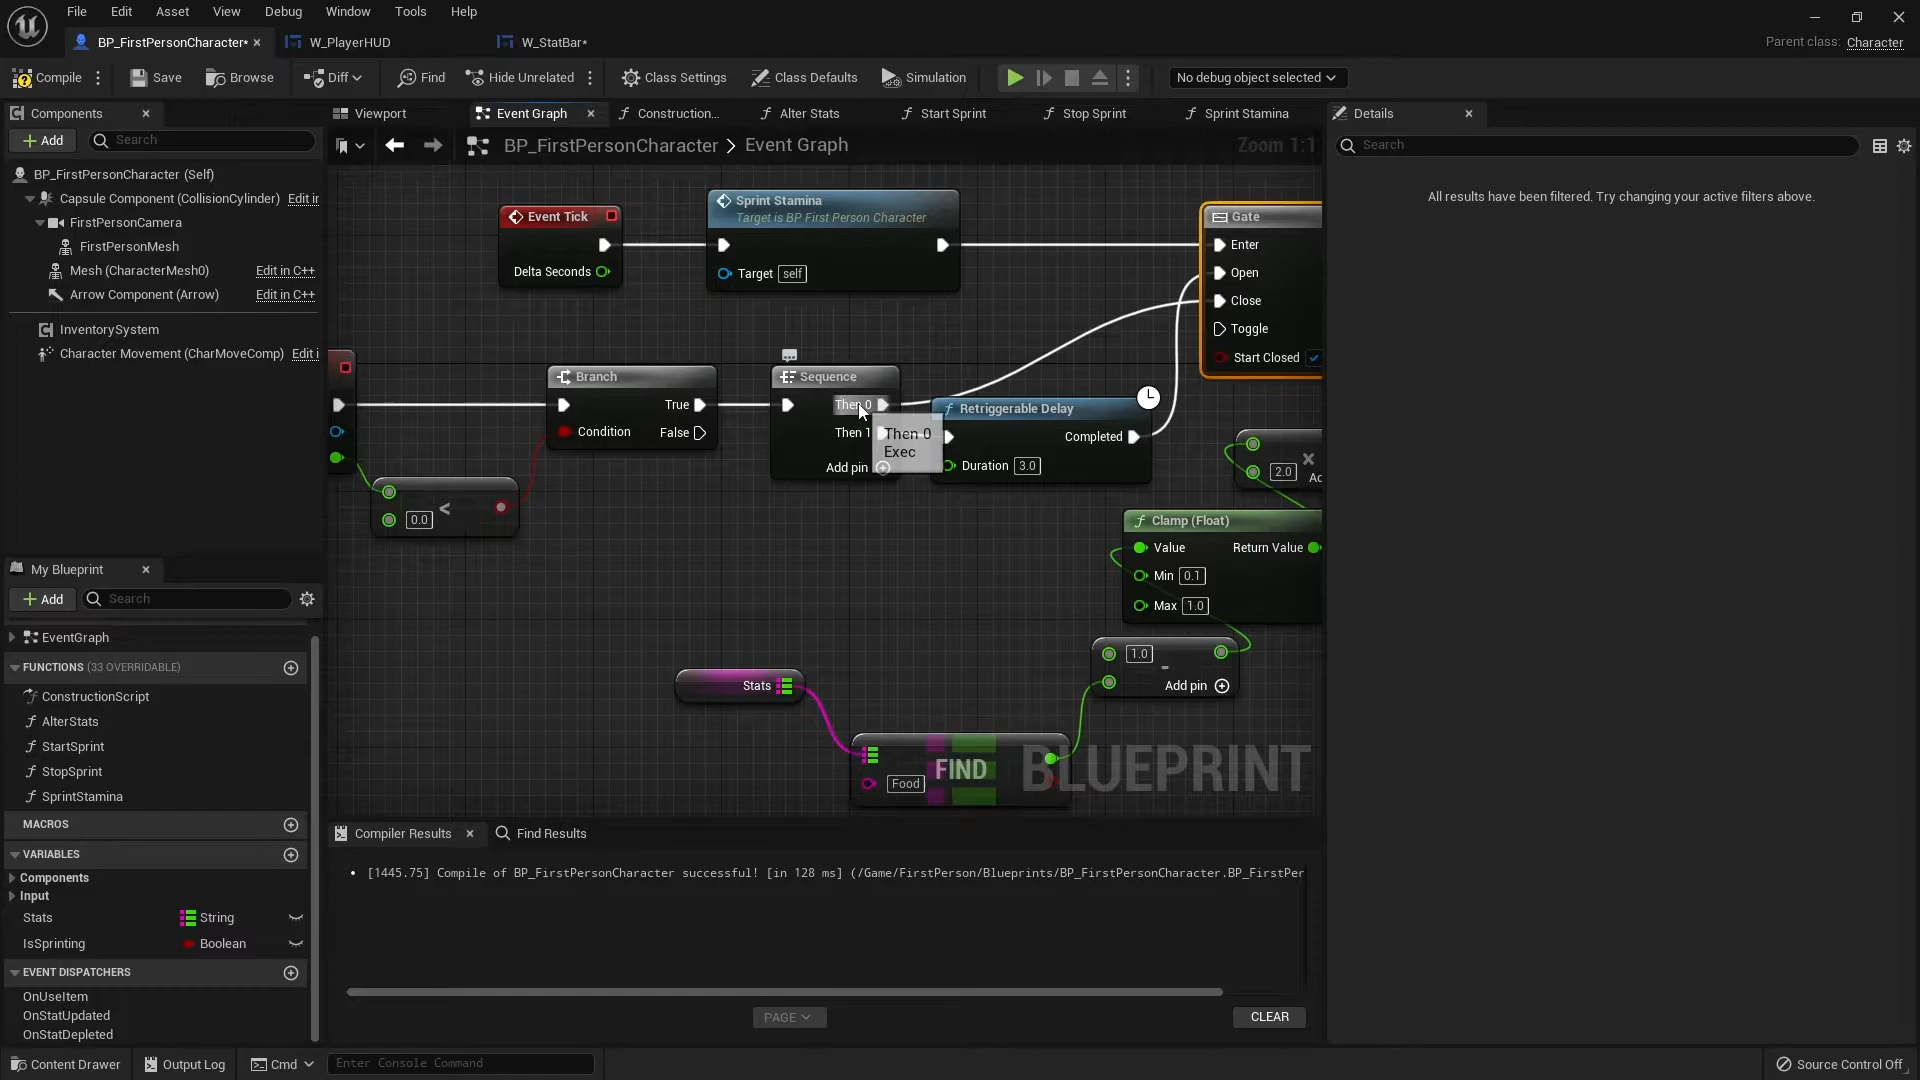 File Edit Asset View Debug Window Tools Help
BP_FirstPersonCharacter* W_PlayerHUD W_StatBar*
Parent class: Character
Compile Save Browse Diff Find Hide Unrelated Class Settings Class Defaults Simulation No debug object selected
Components
Add Search
BP_FirstPersonCharacter (Self)
Capsule Component (CollisionCylinder) Edit in
FirstPersonCamera
FirstPersonMesh
Mesh (CharacterMesh0) Edit in C++
Arrow Component (Arrow) Edit in C++
InventorySystem
Character Movement (CharMoveComp) Edit i
My Blueprint
Add Search
EventGraph
FUNCTIONS (33 OVERRIDABLE)
ConstructionScript
AlterStats
StartSprint
StopSprint
SprintStamina
MACROS
VARIABLES
Components
Input
Stats String
IsSprinting Boolean
EVENT DISPATCHERS
OnUseItem
OnStatUpdated
OnStatDepleted
Viewport Event Graph Construction... Alter Stats Start Sprint Stop Sprint Sprint Stamina
BP_FirstPersonCharacter > Event Graph
Zoom 1:1
Event Tick
Delta Seconds
Sprint Stamina
Target is BP First Person Character
Target self
Gate
Enter
Open
Close
Toggle
Start Closed
Branch
True
Condition False
Sequence
Then 0
Then 1
Add pin
Then 0
Exec
Retriggerable Delay
Completed
Duration 3.0
0.0 <
2.0 ×
Ac
Clamp (Float)
Value Return Value
Min 0.1
Max 1.0
1.0
-
Add pin
Stats
FIND
Food
BLUEPRINT
Compiler Results Find Results
[1445.75] Compile of BP_FirstPersonCharacter successful! [in 128 ms] (/Game/FirstPerson/Blueprints/BP_FirstPersonCharacter.BP_FirstPer
PAGE CLEAR
Details
Search
All results have been filtered. Try changing your active filters above.
Content Drawer Output Log Cmd Enter Console Command Source Control Off